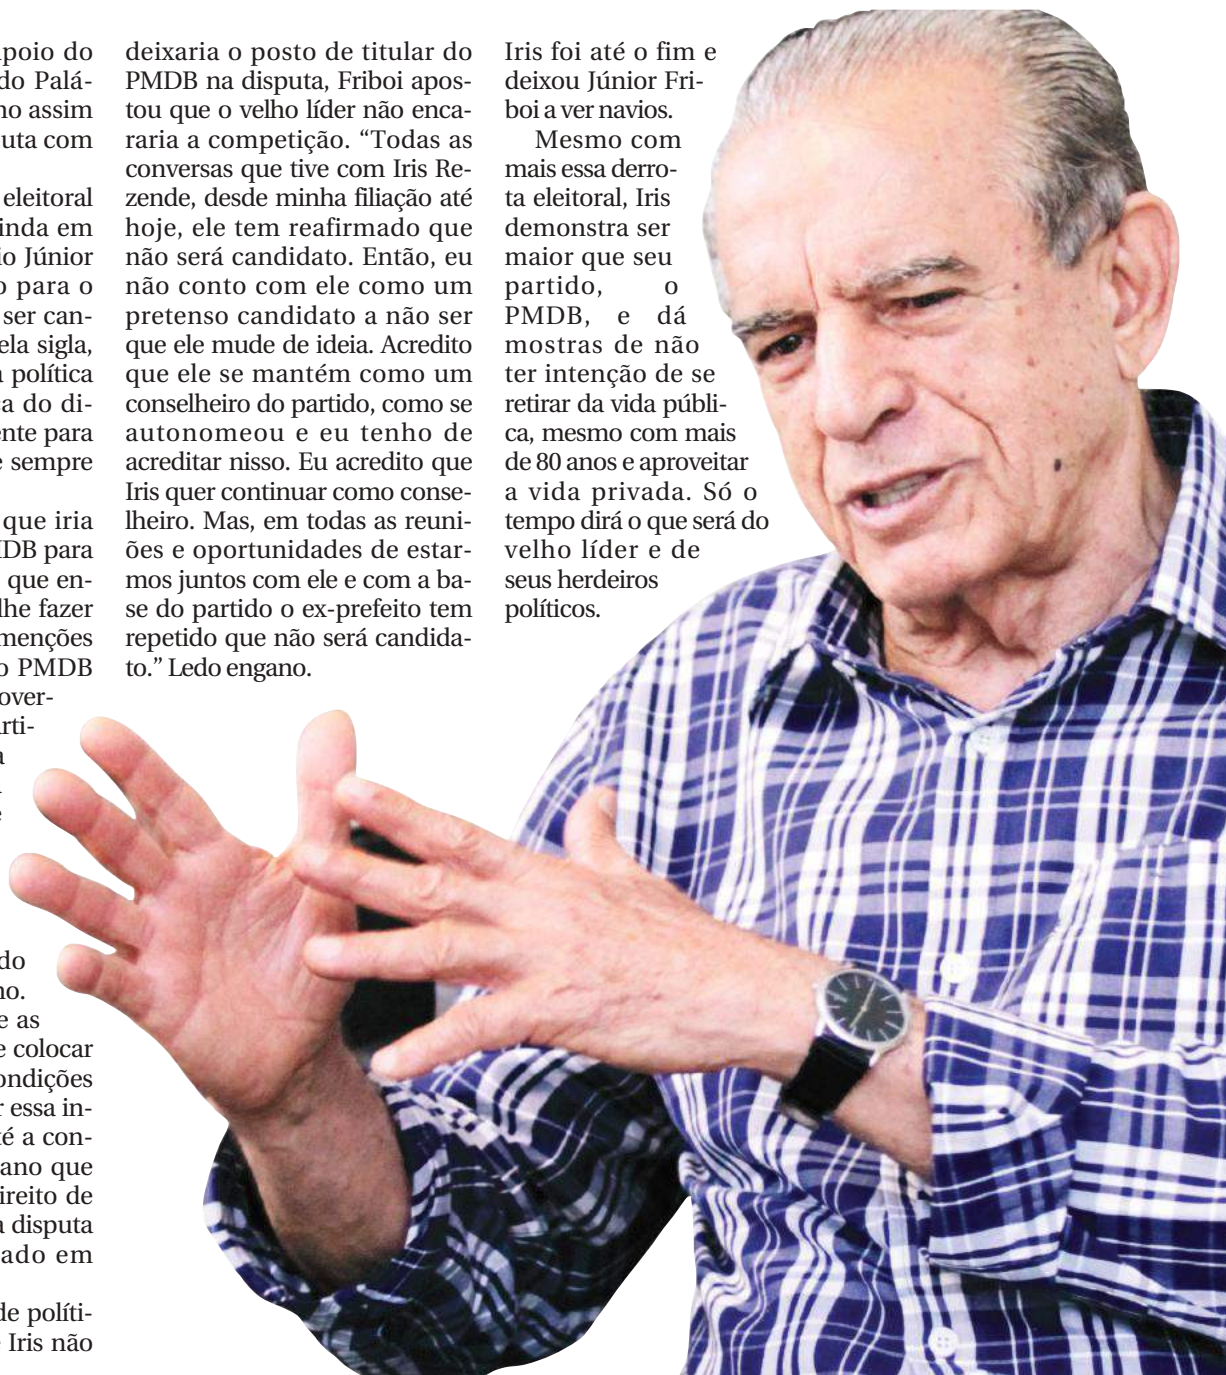 poio do
do Palá-
no assim
uta com
eleitoral
inda em
io Júnior
o para o
ser can-
ela sigla,
a política
ça do di-
ente para
e sempre
que iria
MDB para
que en-
lhe fazer
menções
o PMDB
over-
rti-
a
e
do
no.
e as
e colocar
ondições
r essa in-
té a con-
ano que
ireito de
a disputa
ado em
de políti-
Iris não
deixaria o posto de titular do
PMDB na disputa, Friboi apos-
tou que o velho líder não enca-
raria a competição. “Todas as
conversas que tive com Iris Re-
zende, desde minha filiação até
hoje, ele tem reafirmado que
não será candidato. Então, eu
não conto com ele como um
pretenso candidato a não ser
que ele mude de ideia. Acredito
que ele se mantém como um
conselheiro do partido, como se
autonomeou e eu tenho de
acreditar nisso. Eu acredito que
Iris quer continuar como conse-
lheiro. Mas, em todas as reuni-
ões e oportunidades de estar-
mos juntos com ele e com a ba-
se do partido o ex-prefeito tem
repetido que não será candida-
to.” Ledo engano.
Iris foi até o fim e
deixou Júnior Fri-
boi a ver navios.
Mesmo com
mais essa derro-
ta eleitoral, Iris
demonstra ser
maior que seu
partido, o
PMDB, e dá
mostras de não
ter intenção de se
retirar da vida públi-
ca, mesmo com mais
de 80 anos e aproveitar
a vida privada. Só o
tempo dirá o que será do
velho líder e de
seus herdeiros
políticos.